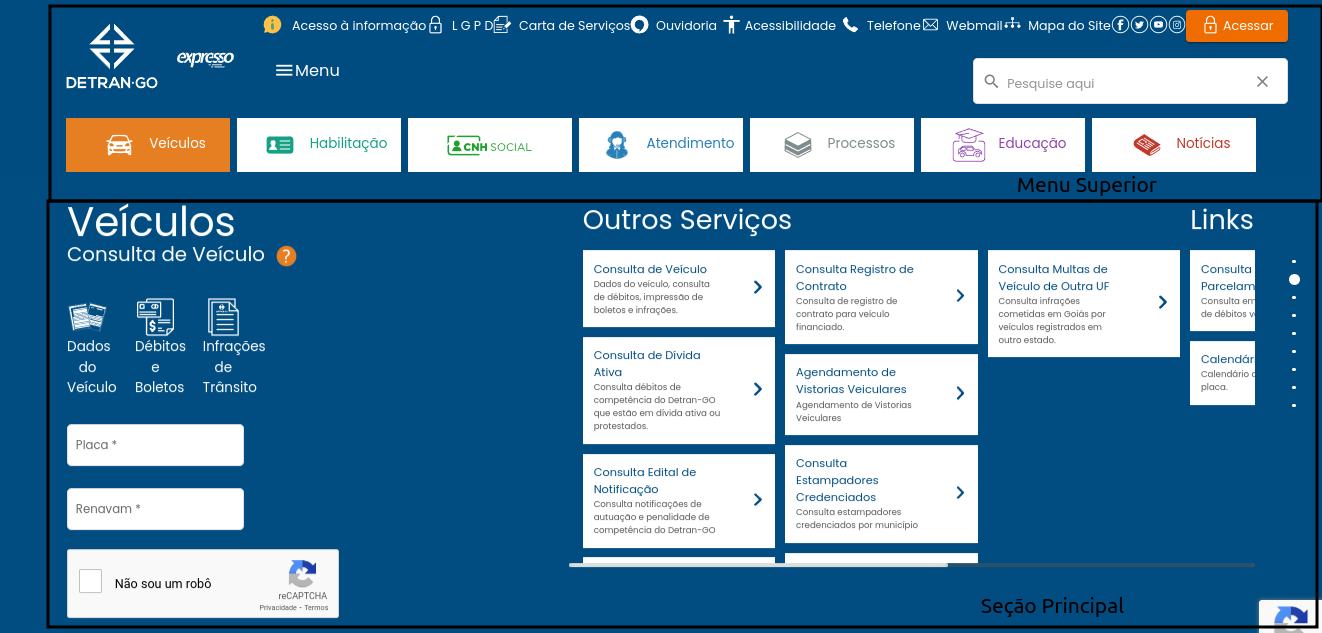 Acesso à informação L G P D Carta de Serviços Ouvidoria Acessibilidade Telefone Webmail Mapa do Site Acessar
DETRAN·GO
expresso
Menu
Pesquise aqui
Veículos Habilitação CNH SOCIAL Atendimento Processos Educação Notícias
Menu Superior
Veículos
Consulta de Veículo ?
Dados do Veículo
Débitos e Boletos
Infrações de Trânsito
Placa *
Renavam *
Não sou um robô
reCAPTCHA
Privacidade - Termos
Outros Serviços
Consulta de Veículo
Dados do veículo, consulta
de débitos, impressão de
boletos e infrações.
Consulta de Dívida
Ativa
Consulta débitos de
competência do Detran-GO
que estão em dívida ativa ou
protestados.
Consulta Edital de
Notificação
Consulta notificações de
autuação e penalidade de
competência do Detran-GO
Consulta Registro de
Contrato
Consulta de registro de
contrato para veículo
financiado.
Agendamento de
Vistorias Veiculares
Agendamento de Vistorias
Veículares
Consulta
Estampadores
Credenciados
Consulta estampadores
credenciados por município
Consulta Multas de
Veículo de Outra UF
Consulta infrações
cometidas em Goiás por
veículos registrados em
outro estado.
Links
Consulta
Parcelam
Consulta em
de débitos v
Calendár
Calendário d
placa.
Seção Principal